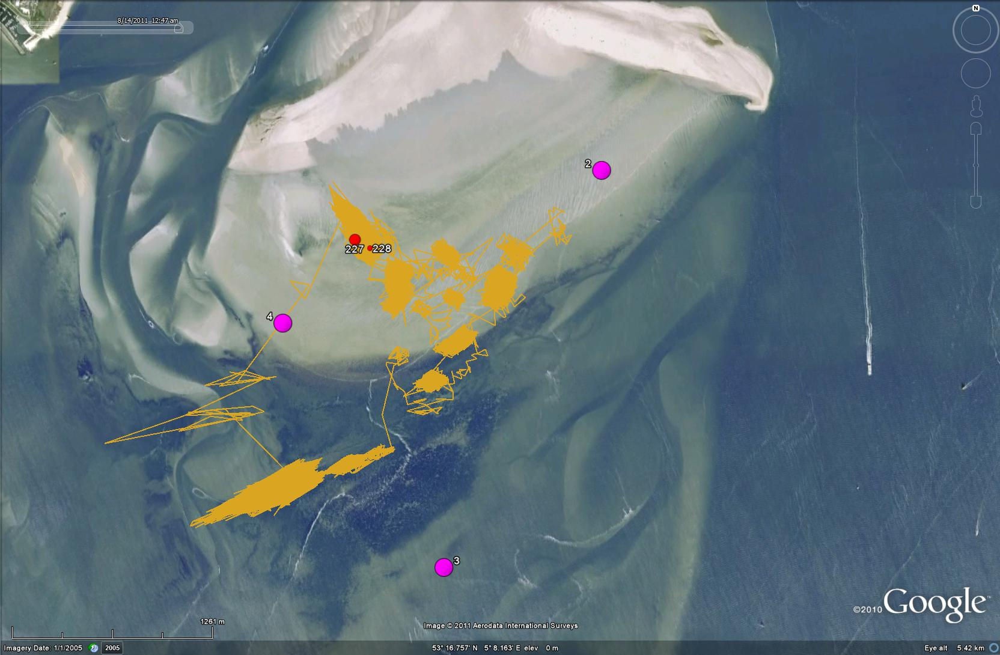 8/14/2011 12:47 am
N
2
227 228
4
3
1261 m
©2010 Google™
Image © 2011 Aerodata International Surveys
Imagery Date: 1/1/2005 2005 53° 16.757' N 5° 8.163' E elev 0 m Eye alt 5.42 km